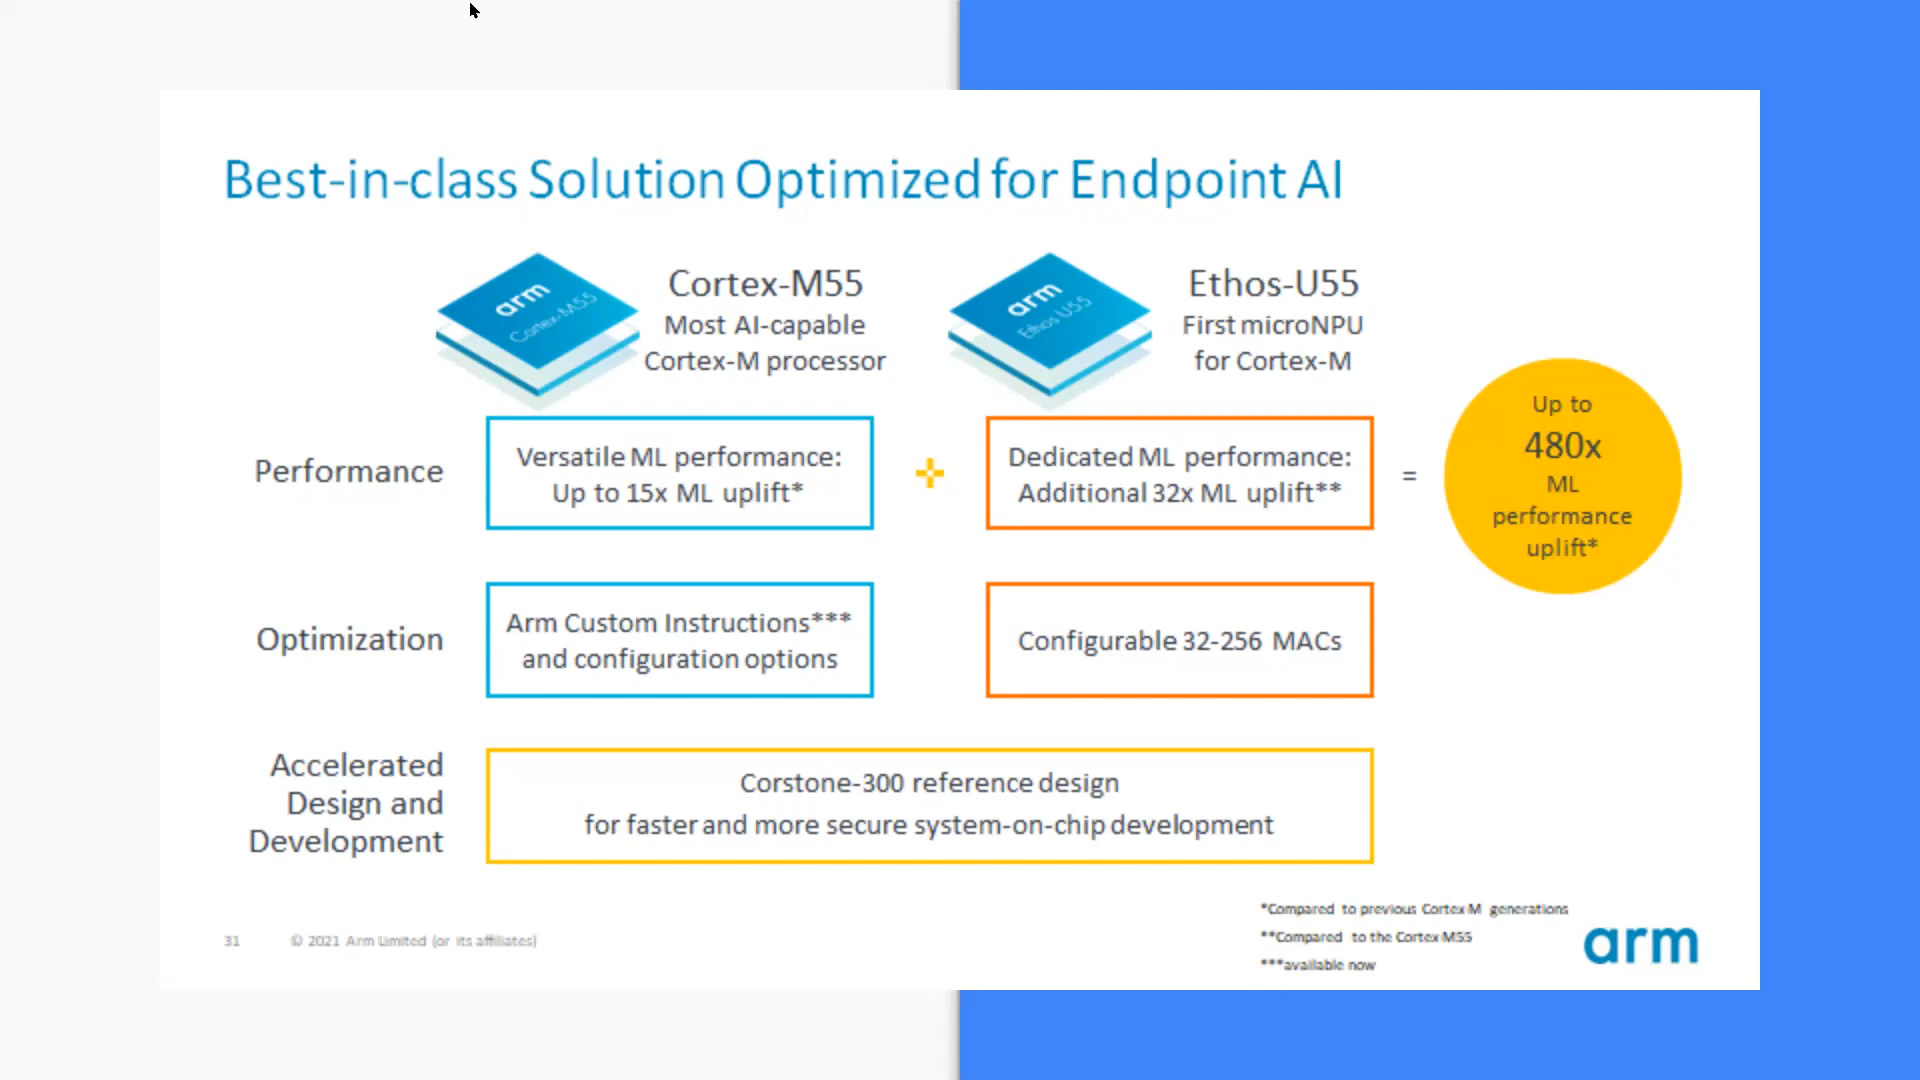 Best-in-class Solution Optimized for Endpoint AI
arm
Cortex-M55
Cortex-M55
Most AI-capable
Cortex-M processor
arm
Ethos U55
Ethos-U55
First microNPU
for Cortex-M
Performance
Versatile ML performance:
Up to 15x ML uplift*
+
Dedicated ML performance:
Additional 32x ML uplift**
=
Up to
480x
ML
performance
uplift*
Optimization
Arm Custom Instructions***
and configuration options
Configurable 32-256 MACs
Accelerated
Design and
Development
Corstone-300 reference design
for faster and more secure system-on-chip development
31 © 2021 Arm Limited (or its affiliates)
*Compared to previous Cortex-M generations
**Compared to the Cortex-M55
***available now
arm